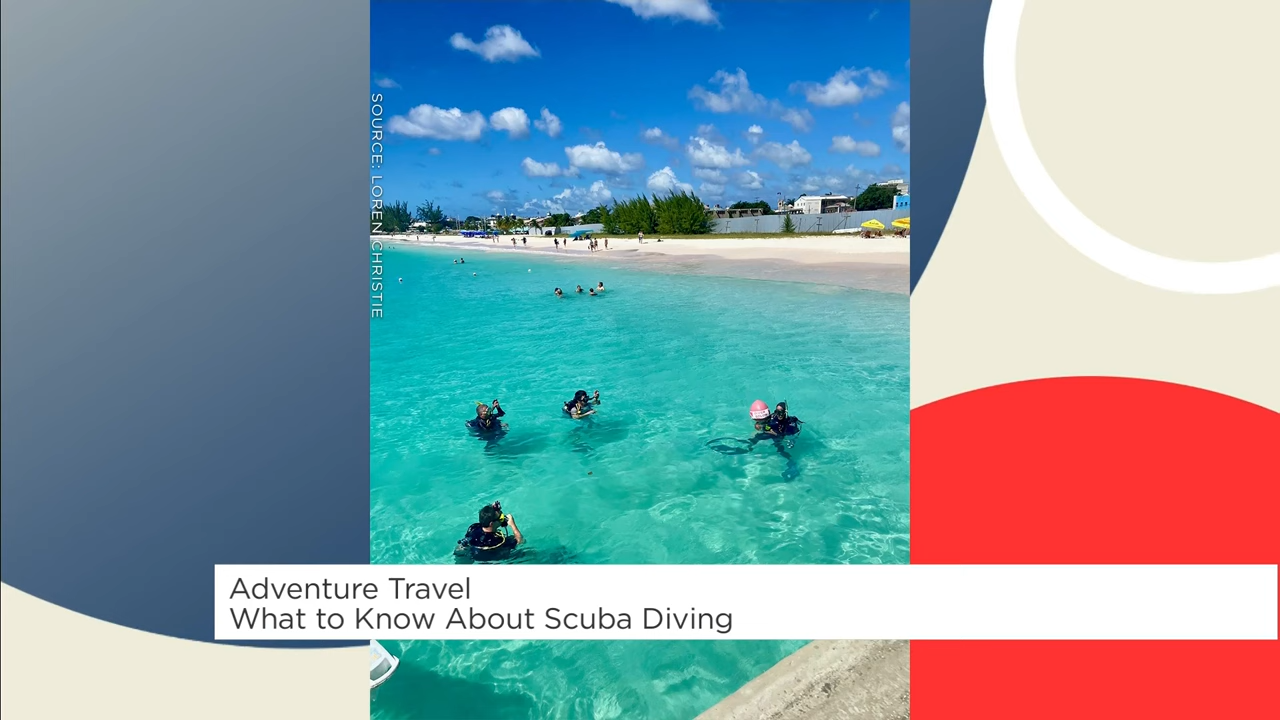 SOURCE: LOREN CHRISTIE
Adventure Travel
What to Know About Scuba Diving